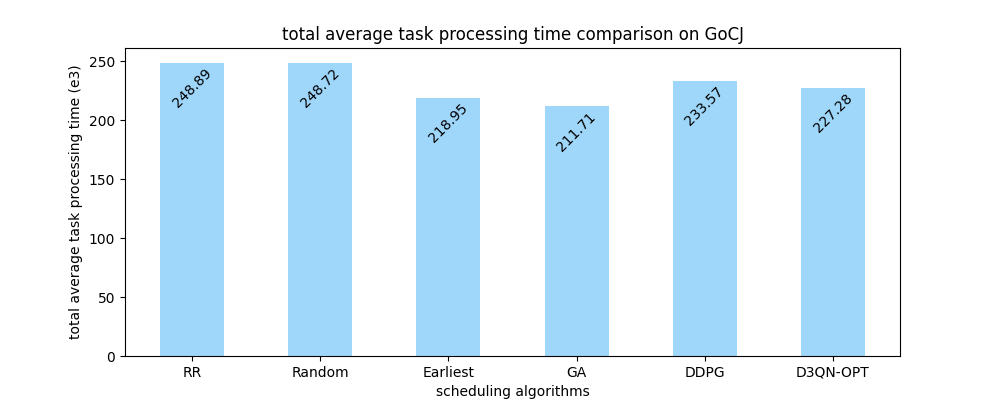 total average task processing time comparison on GoCJ
total average task processing time (e3)
250
200
150
100
50
0
248.89
248.72
218.95
211.71
233.57
227.28
RR
Random
Earliest
GA
DDPG
D3QN-OPT
scheduling algorithms